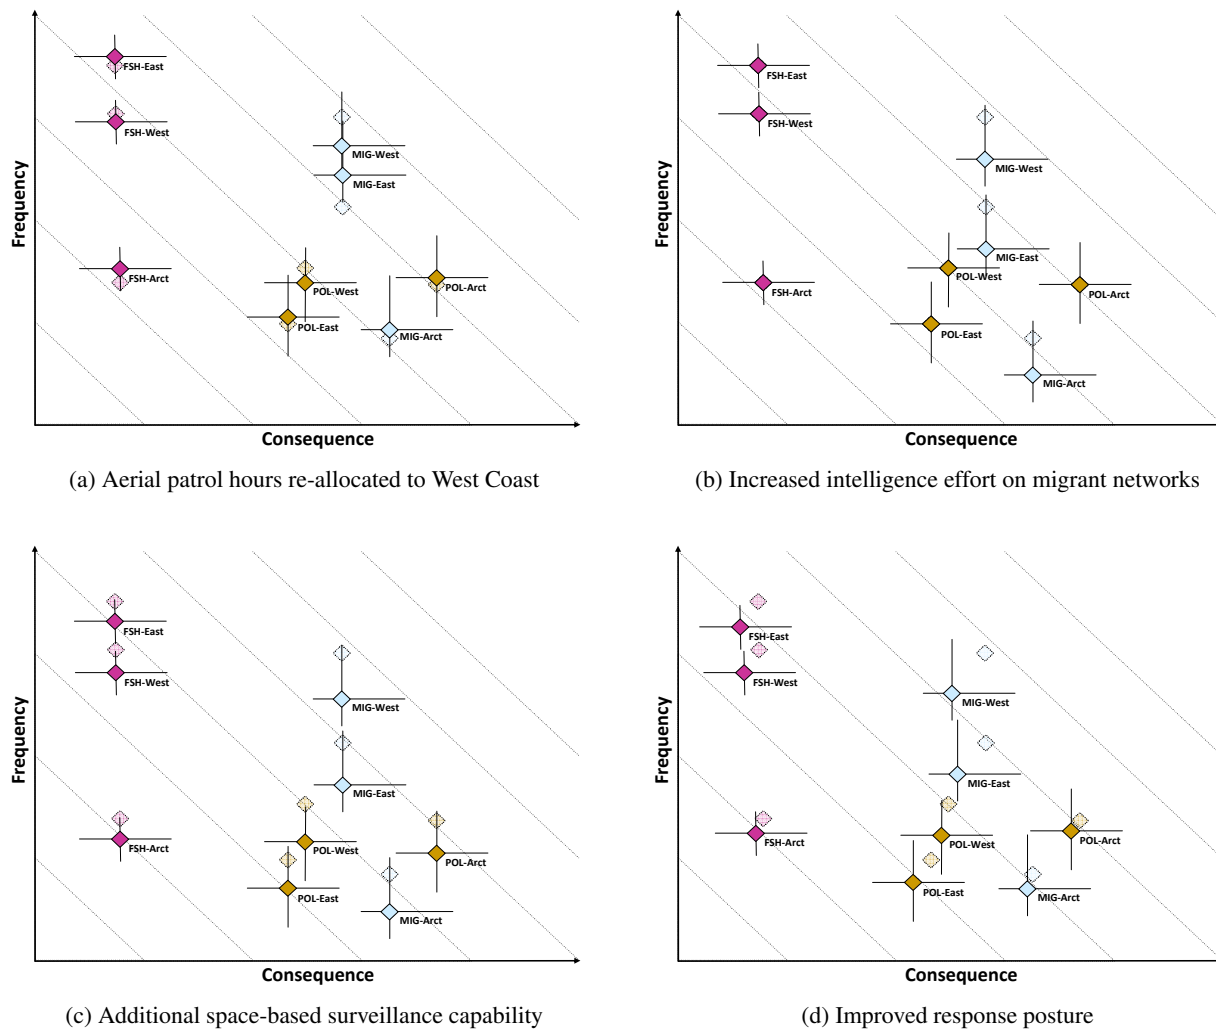 Frequency
FSH-East
FSH-West
MIG-West
MIG-East
FSH-Arct
POL-West
POL-Arct
POL-East
MIG-Arct
Consequence
(a) Aerial patrol hours re-allocated to West Coast
Frequency
FSH-East
FSH-West
MIG-West
MIG-East
POL-West
FSH-Arct
POL-Arct
POL-East
MIG-Arct
Consequence
(b) Increased intelligence effort on migrant networks
Frequency
FSH-East
FSH-West
MIG-West
MIG-East
FSH-Arct
POL-West
POL-Arct
POL-East
MIG-Arct
Consequence
(c) Additional space-based surveillance capability
Frequency
FSH-East
FSH-West
MIG-West
MIG-East
FSH-Arct
POL-West
POL-Arct
POL-East
MIG-Arct
Consequence
(d) Improved response posture